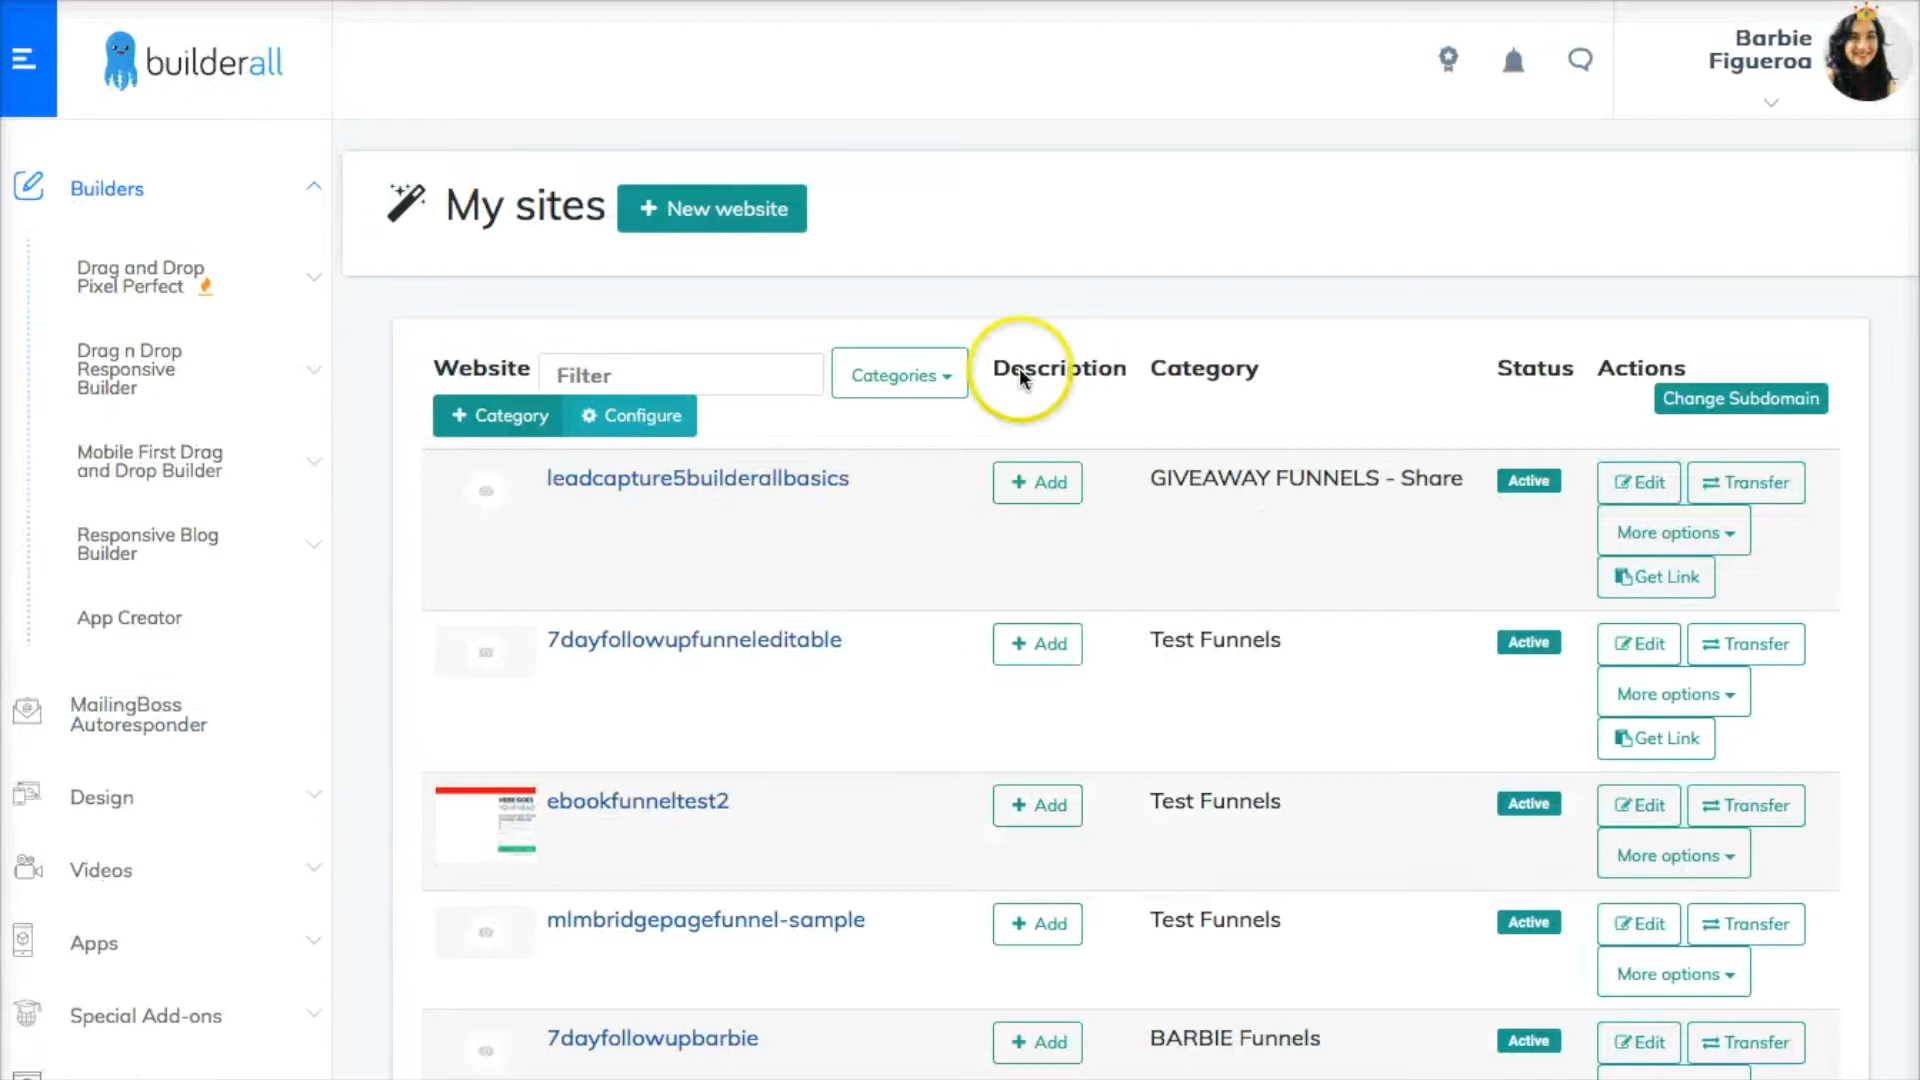 builderall
Barbie
Figueroa
Builders
Drag and Drop
Pixel Perfect
Drag n Drop
Responsive
Builder
Mobile First Drag
and Drop Builder
Responsive Blog
Builder
App Creator
MailingBoss
Autoresponder
Design
Videos
Apps
Special Add-ons
My sites
+ New website
Website
Filter
Categories
Description
Category
Status
Actions
Change Subdomain
+ Category
Configure
leadcapture5builderallbasics
+ Add
GIVEAWAY FUNNELS - Share
Active
Edit
Transfer
More options
Get Link
7dayfollowupfunneleditable
+ Add
Test Funnels
Active
Edit
Transfer
More options
Get Link
HERE GOES
ebookfunneltest2
+ Add
Test Funnels
Active
Edit
Transfer
More options
mlmbridgepagefunnel-sample
+ Add
Test Funnels
Active
Edit
Transfer
More options
7dayfollowupbarbie
+ Add
BARBIE Funnels
Active
Edit
Transfer